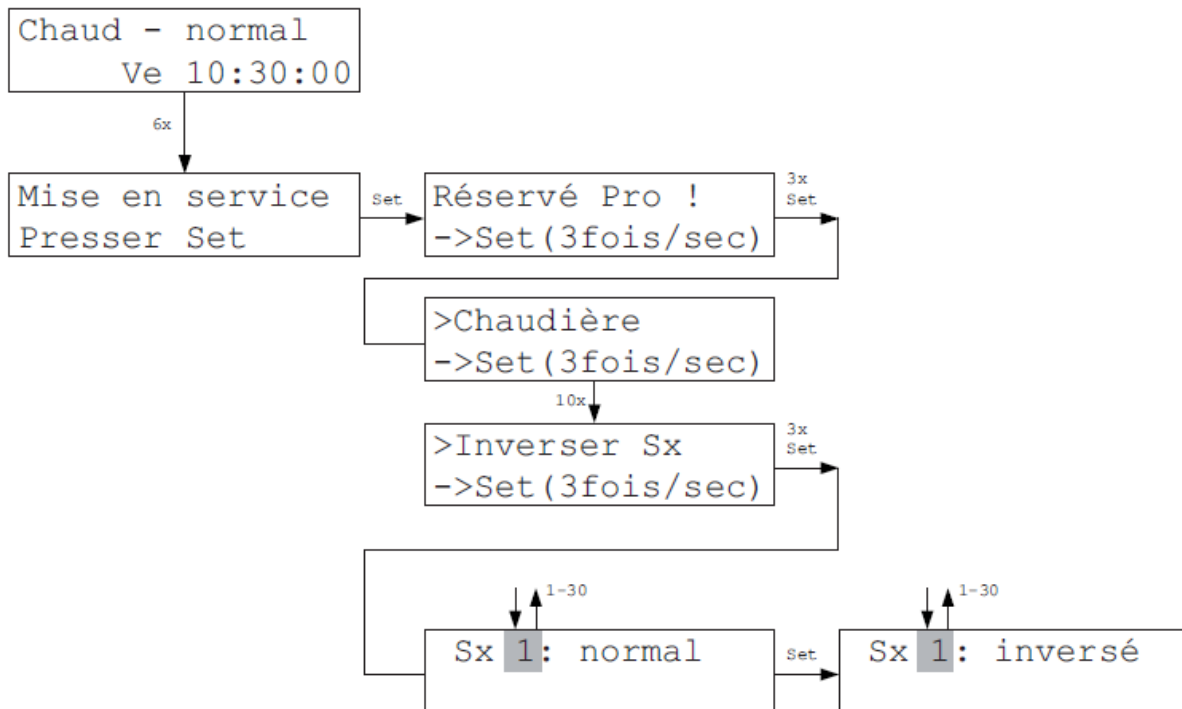 Chaud - normal
Ve 10:30:00
6x
Mise en service
Presser Set
Set
Réservé Pro !
->Set(3fois/sec)
3x
Set
>Chaudière
->Set(3fois/sec)
10x
>Inverser Sx
->Set(3fois/sec)
3x
Set
1-30
Sx 1: normal
Set
1-30
Sx 1: inversé